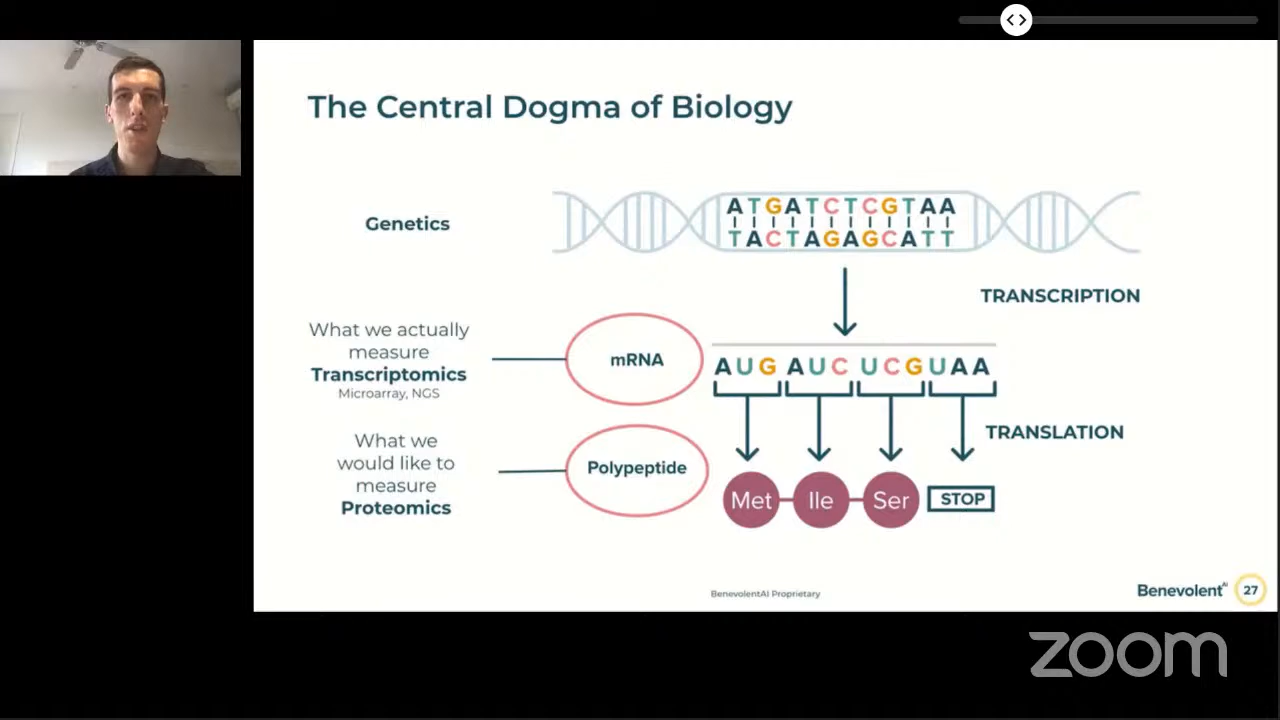 The Central Dogma of Biology
Genetics
ATGATCTCGTAA
TACTAGAGCATT
TRANSCRIPTION
What we actually
measure
Transcriptomics
Microarray, NGS
mRNA
AUG AUC UCG UAA
TRANSLATION
What we
would like to
measure
Proteomics
Polypeptide
Met Ile Ser STOP
BenevolentAI Proprietary
Benevolent AI 27
zoom